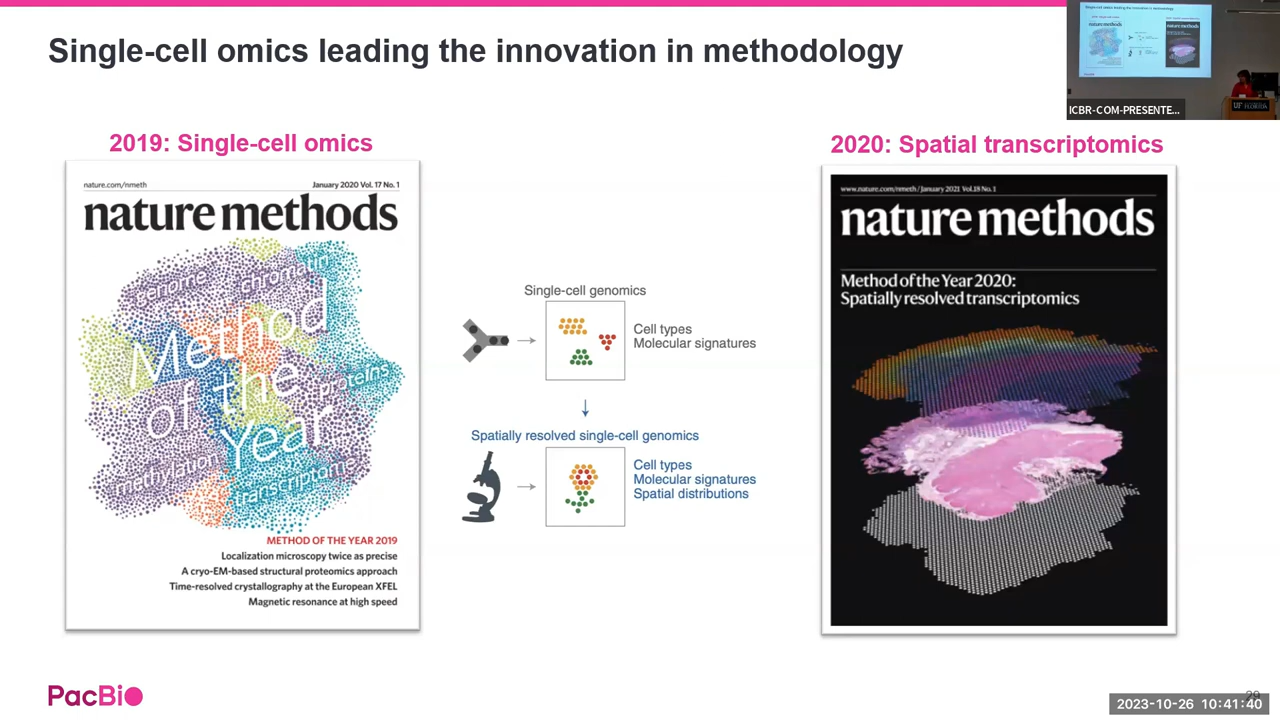 Single-cell omics leading the innovation in methodology
ICBR-COM-PRESENTE...
2019: Single-cell omics
nature.com/nmeth
January 2020 Vol. 17 No. 1
nature methods
genome
chromatin
Method
of the
Year
proteins
methylation
transcriptome
METHOD OF THE YEAR 2019
Localization microscopy twice as precise
A cryo-EM-based structural proteomics approach
Time-resolved crystallography at the European XFEL
Magnetic resonance at high speed
Single-cell genomics
Cell types
Molecular signatures
Spatially resolved single-cell genomics
Cell types
Molecular signatures
Spatial distributions
2020: Spatial transcriptomics
www.nature.com/nmeth / January 2021 Vol.18 No. 1
nature methods
Method of the Year 2020:
Spatially resolved transcriptomics
PacBio
29
2023-10-26 10:41:40